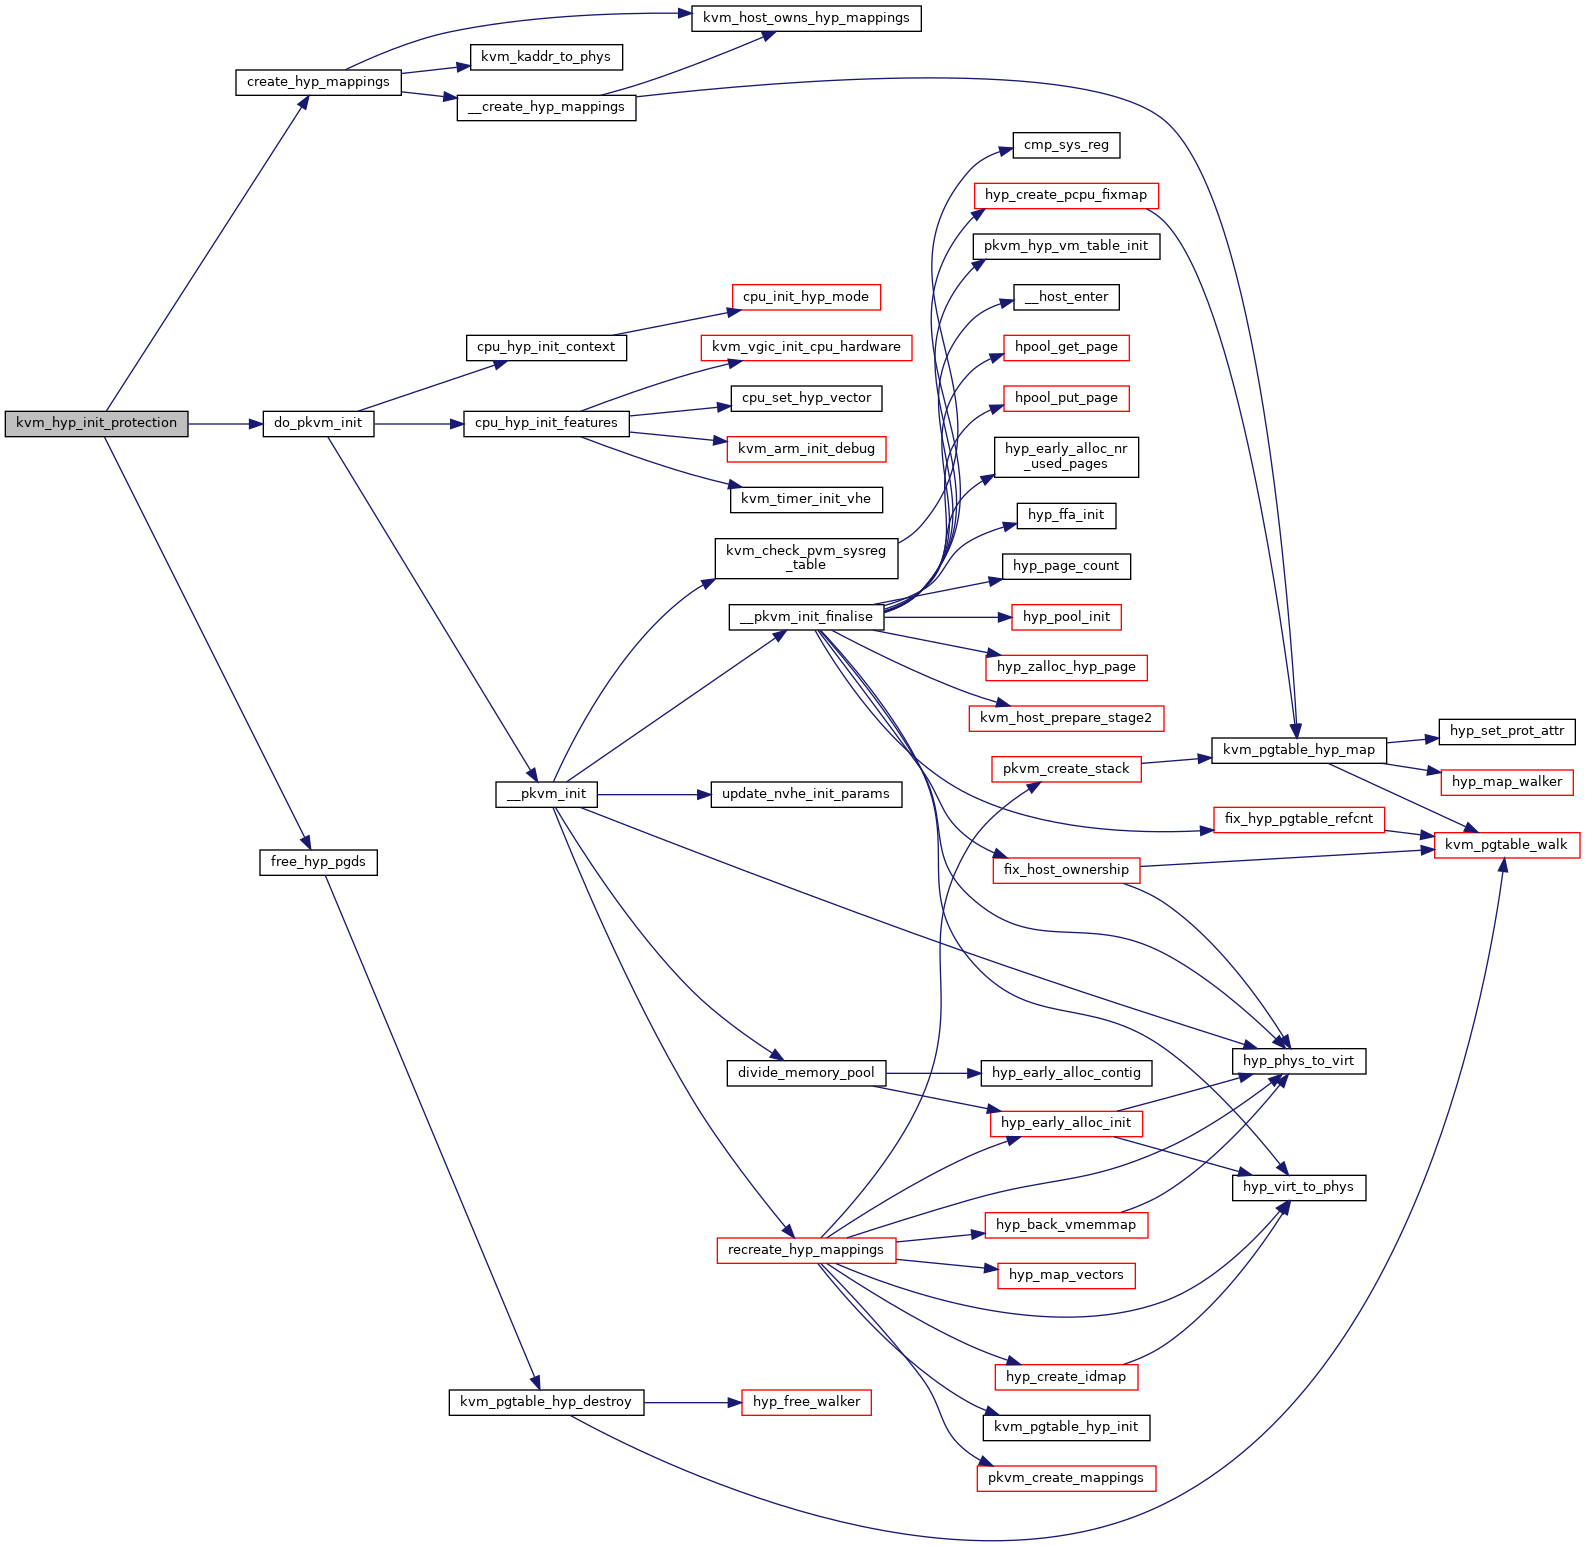 kvm_host_owns_hyp_mappings
kvm_kaddr_to_phys
create_hyp_mappings
__create_hyp_mappings
cmp_sys_reg
hyp_create_pcpu_fixmap
pkvm_hyp_vm_table_init
cpu_init_hyp_mode
__host_enter
cpu_hyp_init_context
kvm_vgic_init_cpu_hardware
hpool_get_page
cpu_set_hyp_vector
hpool_put_page
kvm_hyp_init_protection
do_pkvm_init
cpu_hyp_init_features
kvm_arm_init_debug
hyp_early_alloc_nr
_used_pages
kvm_timer_init_vhe
hyp_ffa_init
kvm_check_pvm_sysreg
_table
hyp_page_count
__pkvm_init_finalise
hyp_pool_init
hyp_zalloc_hyp_page
kvm_host_prepare_stage2
hyp_set_prot_attr
kvm_pgtable_hyp_map
pkvm_create_stack
hyp_map_walker
__pkvm_init
update_nvhe_init_params
fix_hyp_pgtable_refcnt
kvm_pgtable_walk
free_hyp_pgds
fix_host_ownership
hyp_phys_to_virt
divide_memory_pool
hyp_early_alloc_contig
hyp_early_alloc_init
hyp_virt_to_phys
hyp_back_vmemmap
recreate_hyp_mappings
hyp_map_vectors
hyp_create_idmap
kvm_pgtable_hyp_destroy
hyp_free_walker
kvm_pgtable_hyp_init
pkvm_create_mappings